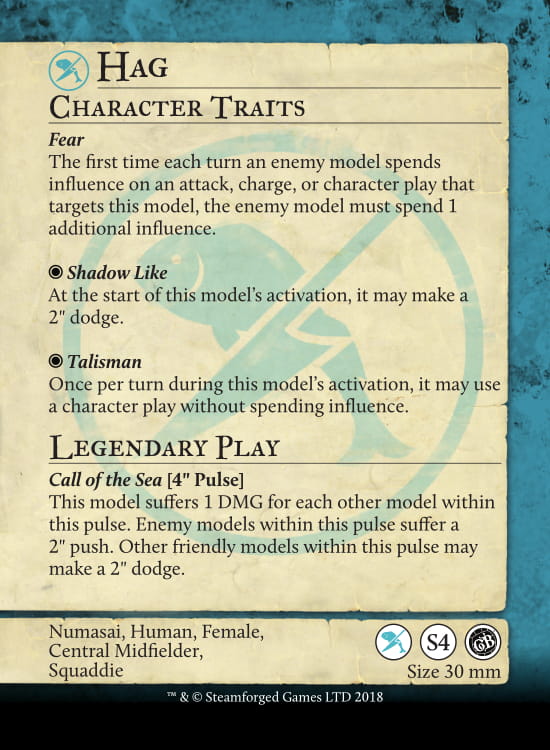 Hag
Character Traits
Fear
The first time each turn an enemy model spends
influence on an attack, charge, or character play that
targets this model, the enemy model must spend 1
additional influence.
Shadow Like
At the start of this model's activation, it may make a
2" dodge.
Talisman
Once per turn during this model's activation, it may use
a character play without spending influence.
Legendary Play
Call of the Sea [4" Pulse]
This model suffers 1 DMG for each other model within
this pulse. Enemy models within this pulse suffer a
2" push. Other friendly models within this pulse may
make a 2" dodge.
Numasai, Human, Female,
Central Midfielder,
Squaddie
S4 GB
Size 30 mm
™ & © Steamforged Games LTD 2018